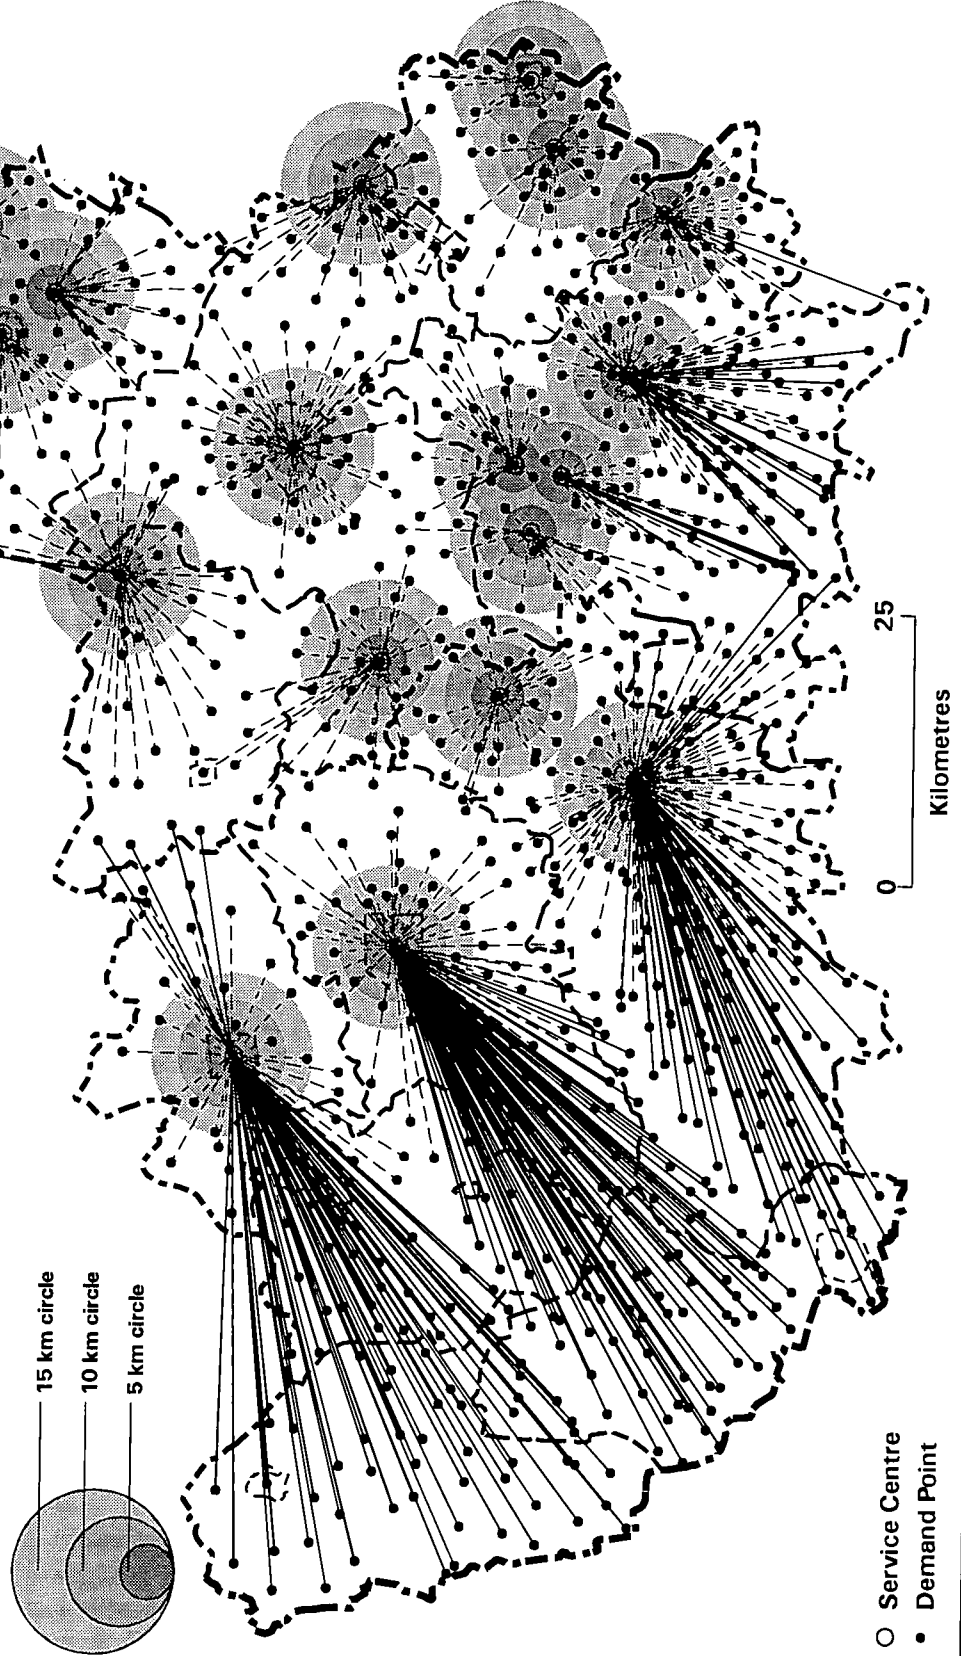 15 km circle
10 km circle
5 km circle
Service Centre
Demand Point
0
25
Kilometres